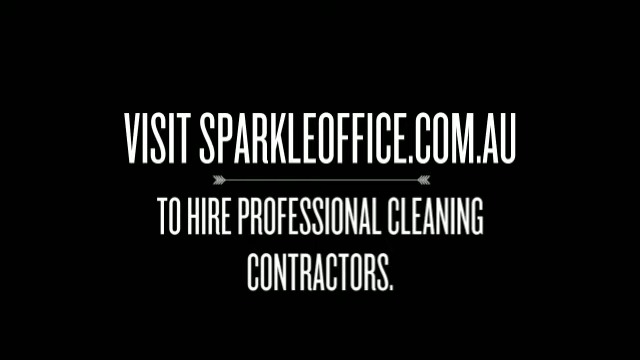 VISIT SPARKLEOFFICE.COM.AU
TO HIRE PROFESSIONAL CLEANING
CONTRACTORS.